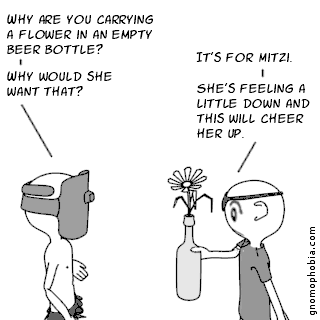 WHY ARE YOU CARRYING
A FLOWER IN AN EMPTY
BEER BOTTLE?
WHY WOULD SHE
WANT THAT?
IT'S FOR MITZI.
SHE'S FEELING A
LITTLE DOWN AND
THIS WILL CHEER
HER UP.
gnomophobia.com